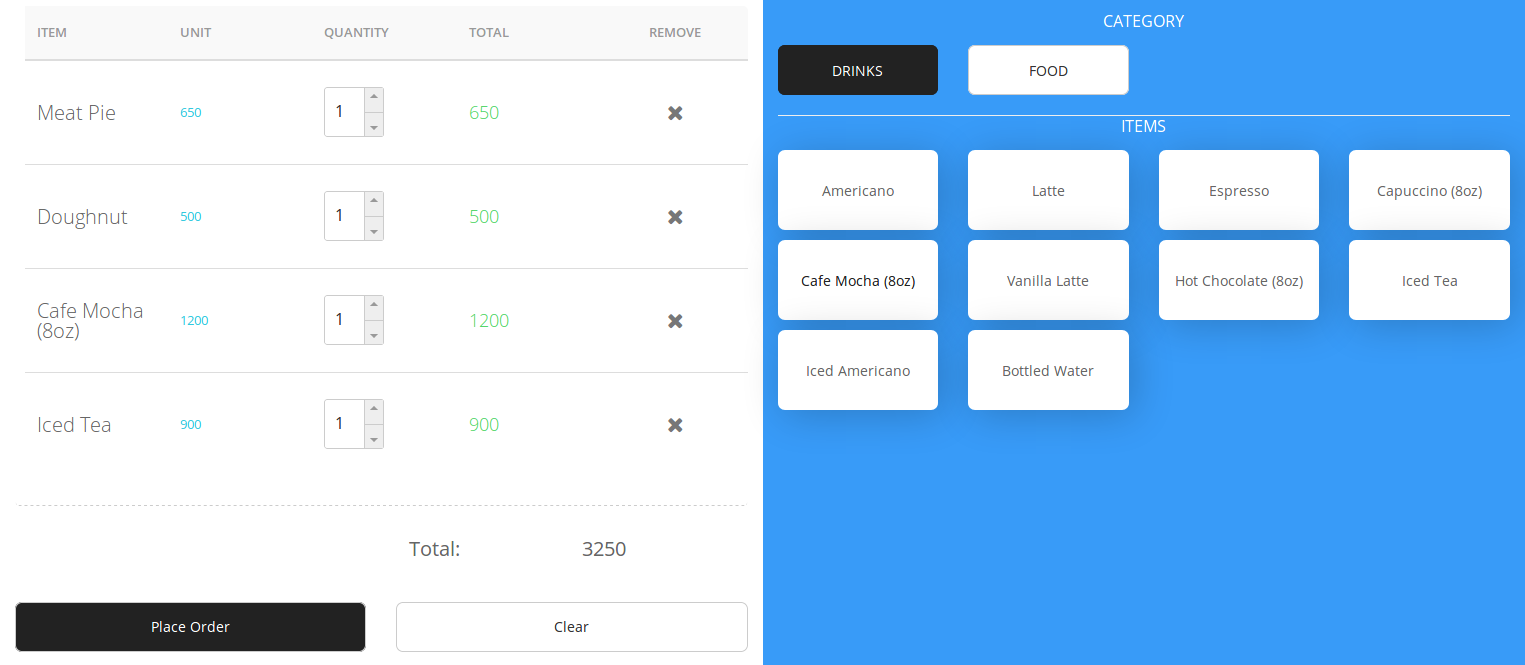 ITEM UNIT QUANTITY TOTAL REMOVE
Meat Pie 650 1 650 ✖
Doughnut 500 1 500 ✖
Cafe Mocha
(8oz) 1200 1 1200 ✖
Iced Tea 900 1 900 ✖
Total: 3250
Place Order Clear
CATEGORY
DRINKS FOOD
ITEMS
Americano Latte Espresso Capuccino (8oz)
Cafe Mocha (8oz) Vanilla Latte Hot Chocolate (8oz) Iced Tea
Iced Americano Bottled Water